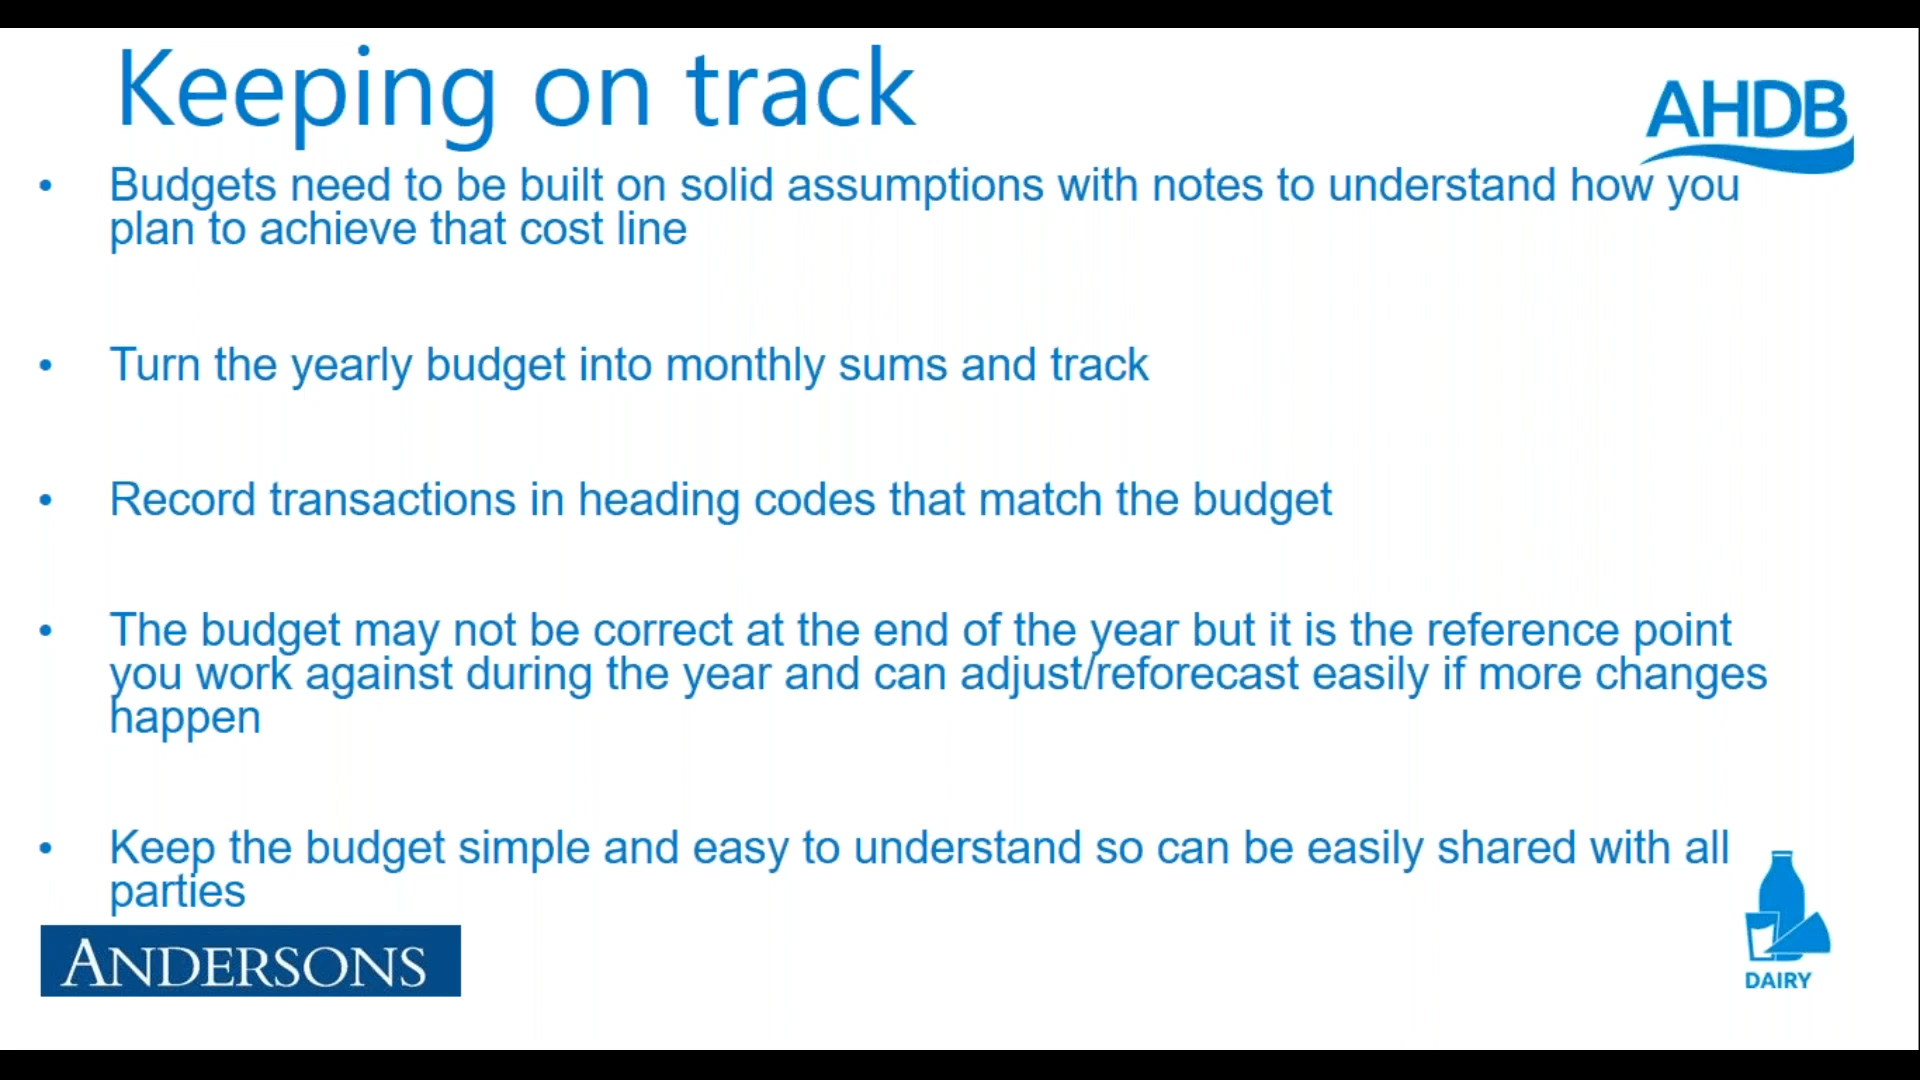 Keeping on track
AHDB
• Budgets need to be built on solid assumptions with notes to understand how you
plan to achieve that cost line
• Turn the yearly budget into monthly sums and track
• Record transactions in heading codes that match the budget
• The budget may not be correct at the end of the year but it is the reference point
you work against during the year and can adjust/reforecast easily if more changes
happen
• Keep the budget simple and easy to understand so can be easily shared with all
parties
ANDERSONS
DAIRY